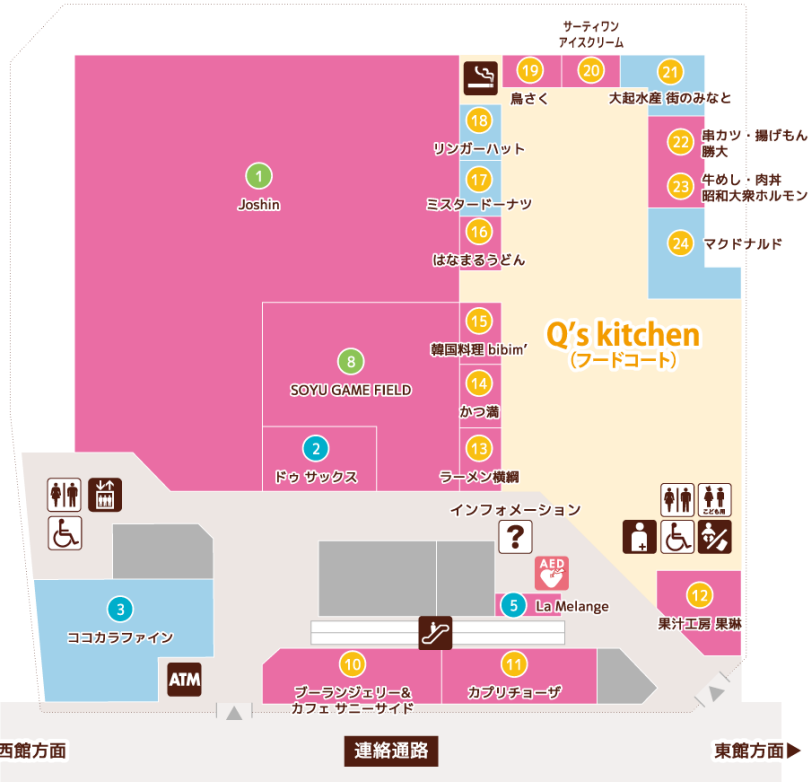 サーティワン
アイスクリーム
19
20
21
鳥さく
大起水産 街のみなと
18
リンガーハット
22
串カツ・揚げもん
勝大
1
Joshin
17
ミスタードーナツ
23
牛めし・肉丼
昭和大衆ホルモン
16
はなまるうどん
24
マクドナルド
15
韓国料理 bibim′
Q's kitchen
(フードコート)
8
SOYU GAME FIELD
14
かつ満
2
ドゥ サックス
13
ラーメン横綱
インフォメーション
?
こども用
AED
3
ココカラファイン
5
La Melange
12
果汁工房 果琳
ATM
10
ブーランジェリー&
カフェ サニーサイド
11
カプリチョーザ
西館方面
連絡通路
東館方面▶